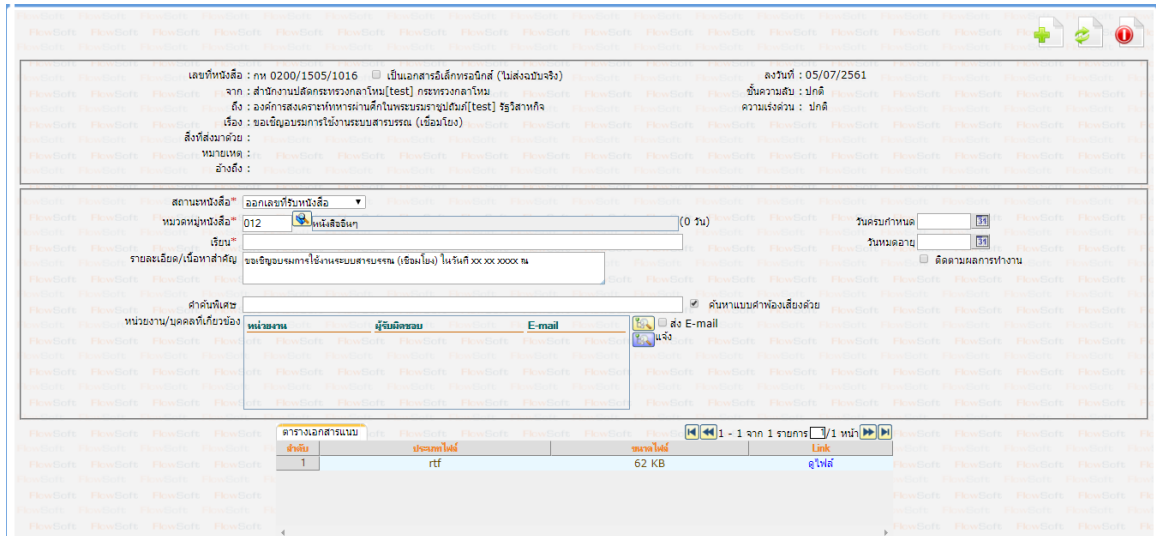 เลขที่หนังสือ : กห 0200/1505/1016 เป็นเอกสารอิเล็กทรอนิกส์ (ไม่ส่งฉบับจริง) ลงวันที่ : 05/07/2561
จาก : สำนักงานปลัดกระทรวงกลาโหม[test] กระทรวงกลาโหม ชั้นความลับ : ปกติ
ถึง : องค์การสงเคราะห์ทหารผ่านศึกในพระบรมราชูปถัมภ์[test] รัฐวิสาหกิจ ความเร่งด่วน : ปกติ
เรื่อง : ขอเชิญอบรมการใช้งานระบบสารบรรณ (เชื่อมโยง)
สิ่งที่ส่งมาด้วย :
หมายเหตุ :
อ้างถึง :
สถานะหนังสือ* ออกเลขที่รับหนังสือ
หมวดหมู่หนังสือ* 012 หนังสืออื่นๆ (0 วัน) วันครบกำหนด 31
เรียน* วันหมดอายุ 31
รายละเอียด/เนื้อหาสำคัญ ขอเชิญอบรมการใช้งานระบบสารบรรณ (เชื่อมโยง) ในวันที่ xx xx xxxx ณ ติดตามผลการทำงาน
คำค้นพิเศษ ค้นหาแบบคำพ้องเสียงด้วย
หน่วยงาน/บุคคลที่เกี่ยวข้อง หน่วยงาน ผู้รับผิดชอบ E-mail ส่ง E-mail
แจ้ง
ตารางเอกสารแนบ 1 - 1 จาก 1 รายการ /1 หน้า
ลำดับ ประเภทไฟล์ ขนาดไฟล์ Link
1 rtf 62 KB ดูไฟล์